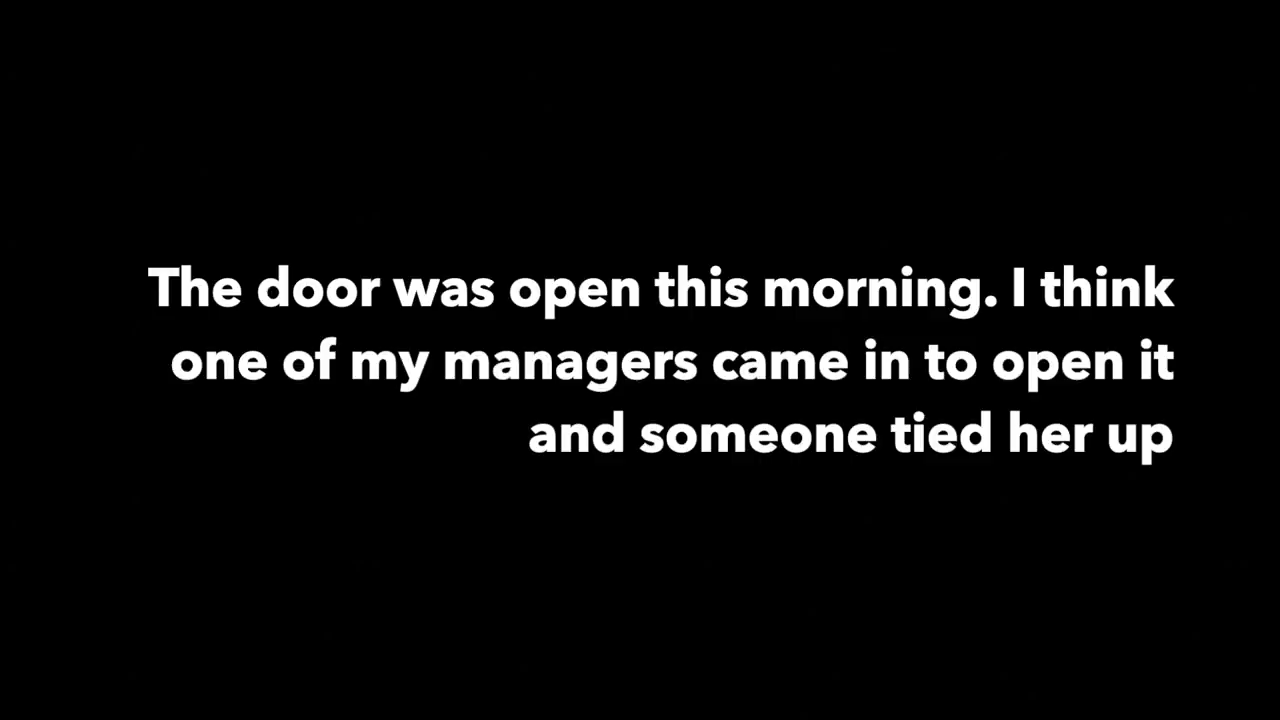 The door was open this morning. I think
one of my managers came in to open it
and someone tied her up